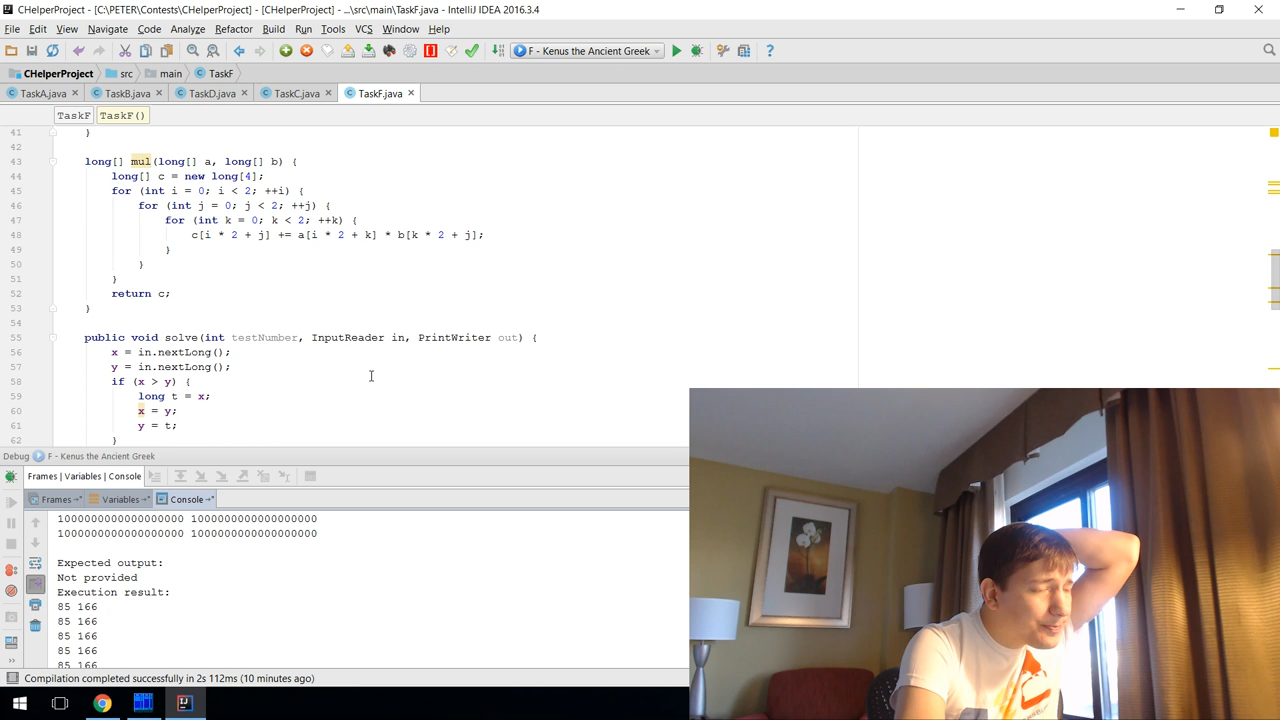 CHelperProject - [C:\PETER\Contests\CHelperProject] - [CHelperProject] - ...\src\main\TaskF.java - IntelliJ IDEA 2016.3.4
File Edit View Navigate Code Analyze Refactor Build Run Tools VCS Window Help
F - Kenus the Ancient Greek
CHelperProject src main TaskF
TaskA.java TaskB.java TaskD.java TaskC.java TaskF.java
TaskF TaskF()
41 }
42
43 long[] mul(long[] a, long[] b) {
44 long[] c = new long[4];
45 for (int i = 0; i < 2; ++i) {
46 for (int j = 0; j < 2; ++j) {
47 for (int k = 0; k < 2; ++k) {
48 c[i * 2 + j] += a[i * 2 + k] * b[k * 2 + j];
49 }
50 }
51 }
52 return c;
53 }
54
55 public void solve(int testNumber, InputReader in, PrintWriter out) {
56 x = in.nextLong();
57 y = in.nextLong();
58 if (x > y) {
59 long t = x;
60 x = y;
61 y = t;
62 }
Debug F - Kenus the Ancient Greek
Frames | Variables | Console
Frames Variables Console
1000000000000000000 1000000000000000000
1000000000000000000 1000000000000000000
Expected output:
Not provided
Execution result:
85 166
85 166
85 166
85 166
85 166
Compilation completed successfully in 2s 112ms (10 minutes ago)